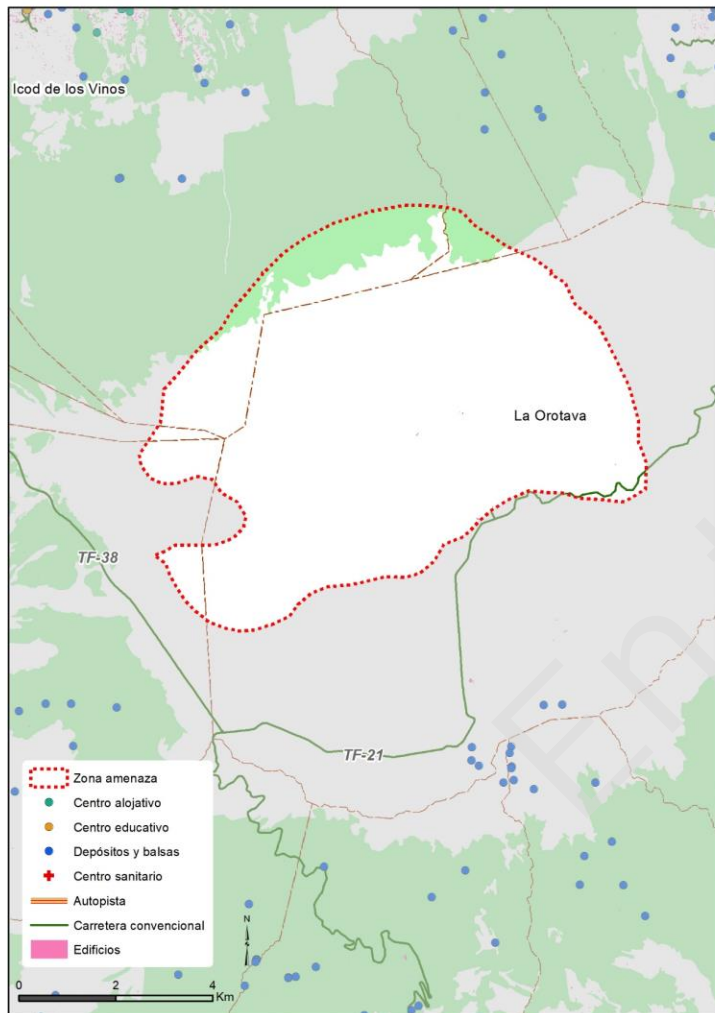 Icod de los Vinos
La Orotava
TF-38
TF-21
Zona amenaza
Centro alojativo
Centro educativo
Depósitos y balsas
Centro sanitario
Autopista
Carretera convencional
Edificios
N
0 2 4
Km
Ent